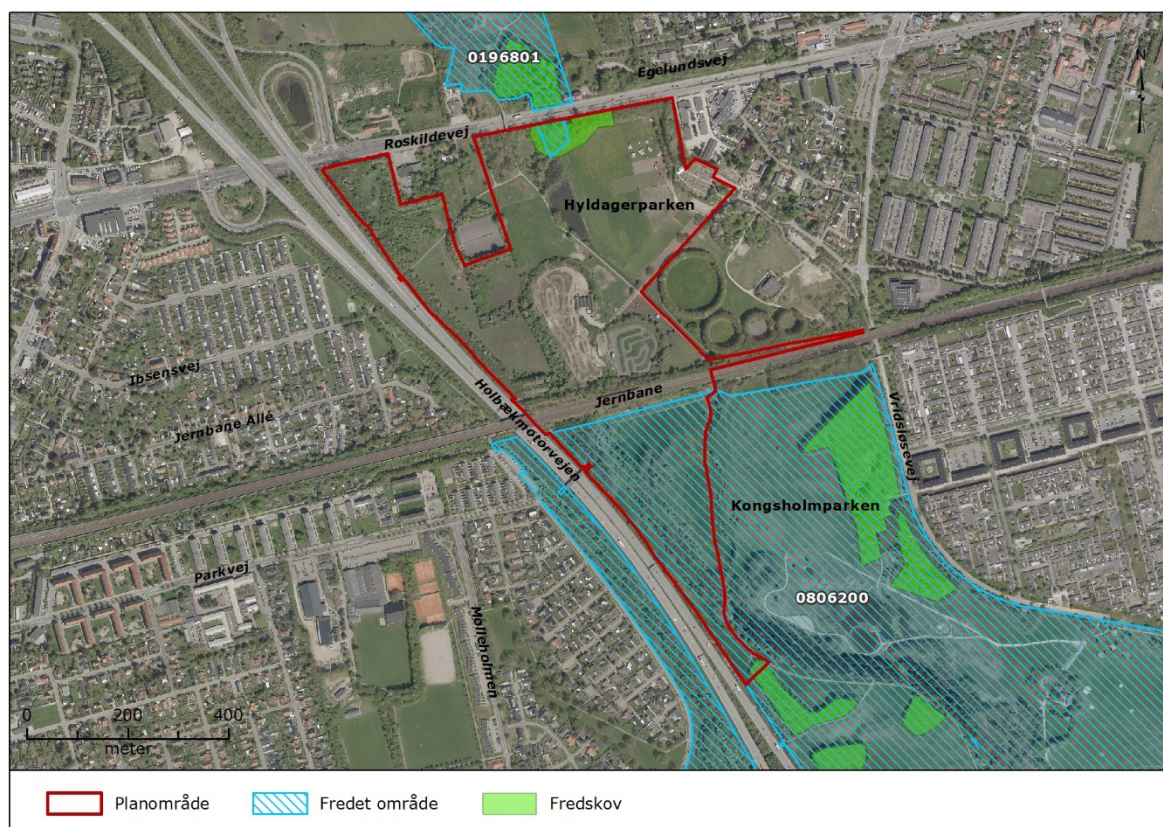 0196801
Egelundsvej
N
Roskildevej
Hyldagerparken
Ibsensvej
Jernbane Allé
Holbækmotorvejen
Jernbane
Vridsløsevej
Kongsholmparken
Parkvej
0806200
Mølleholmen
0 200 400
meter
Planområde Fredet område Fredskov